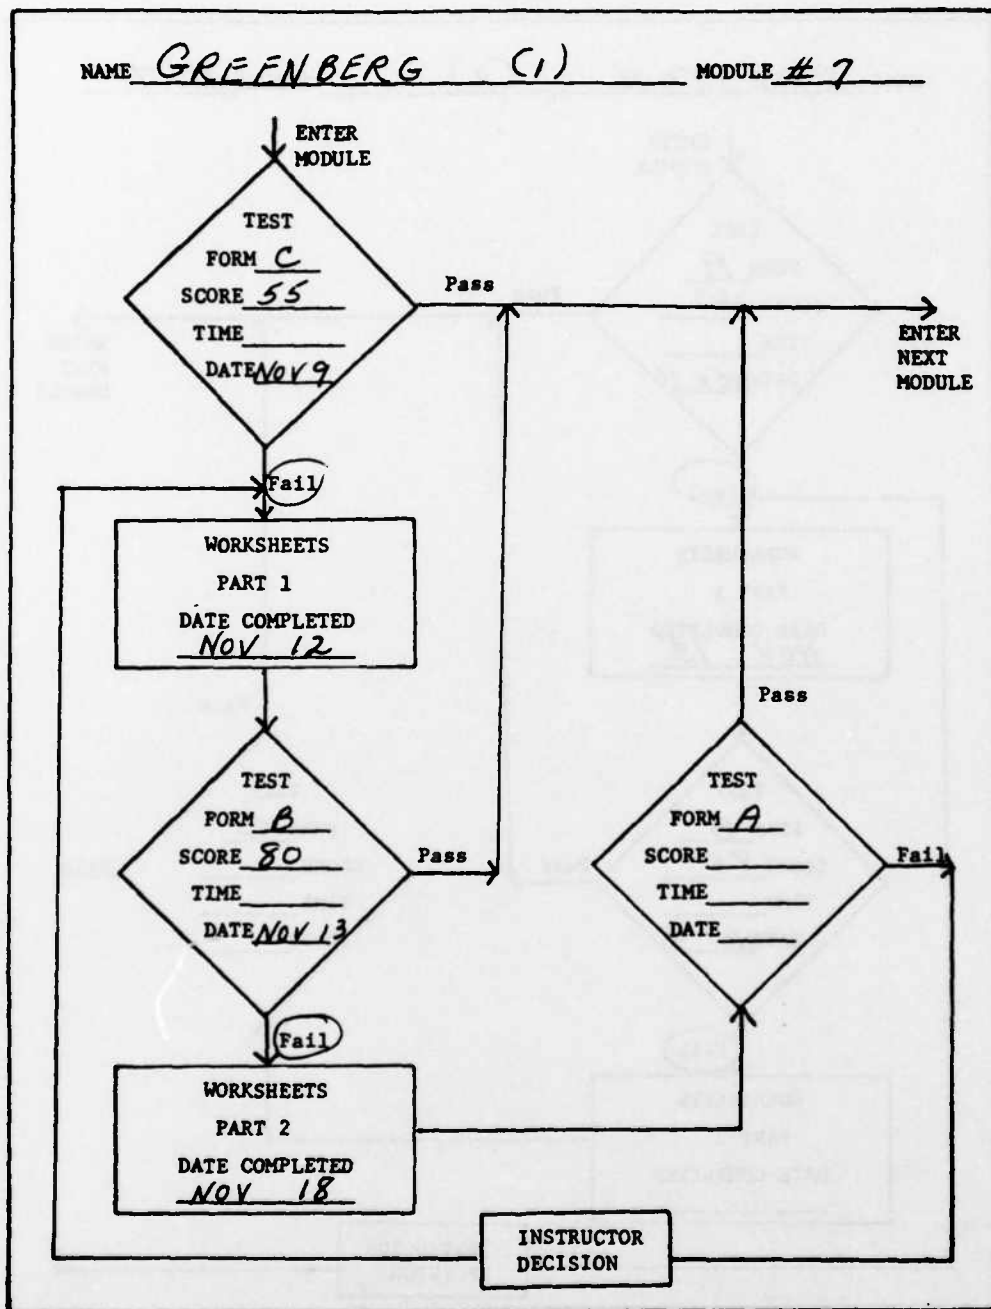 NAME GREENBERG (1) MODULE # 7
ENTER
MODULE
TEST
FORM C
SCORE 55
TIME
DATE NOV 9
Pass
ENTER
NEXT
MODULE
Fail
WORKSHEETS
PART 1
DATE COMPLETED
NOV 12
TEST
FORM B
SCORE 80
TIME
DATE NOV 13
Pass
Fail
WORKSHEETS
PART 2
DATE COMPLETED
NOV 18
Pass
TEST
FORM A
SCORE
TIME
DATE
Fail
INSTRUCTOR
DECISION